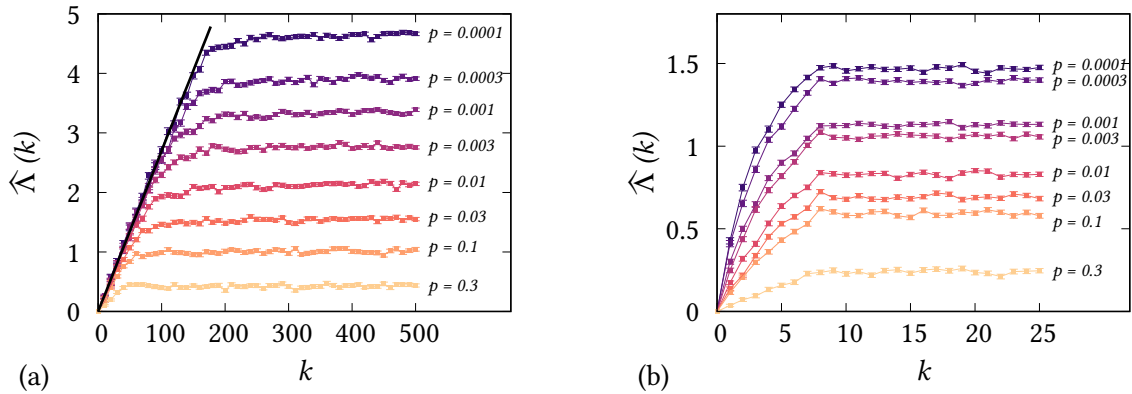 5
4
3
2
1
0
Λ̂ (k)
p = 0.0001
p = 0.0003
p = 0.001
p = 0.003
p = 0.01
p = 0.03
p = 0.1
p = 0.3
0 100 200 300 400 500
k
(a)
1.5
1
0.5
0
Λ̂ (k)
p = 0.0001
p = 0.0003
p = 0.001
p = 0.003
p = 0.01
p = 0.03
p = 0.1
p = 0.3
0 5 10 15 20 25
k
(b)